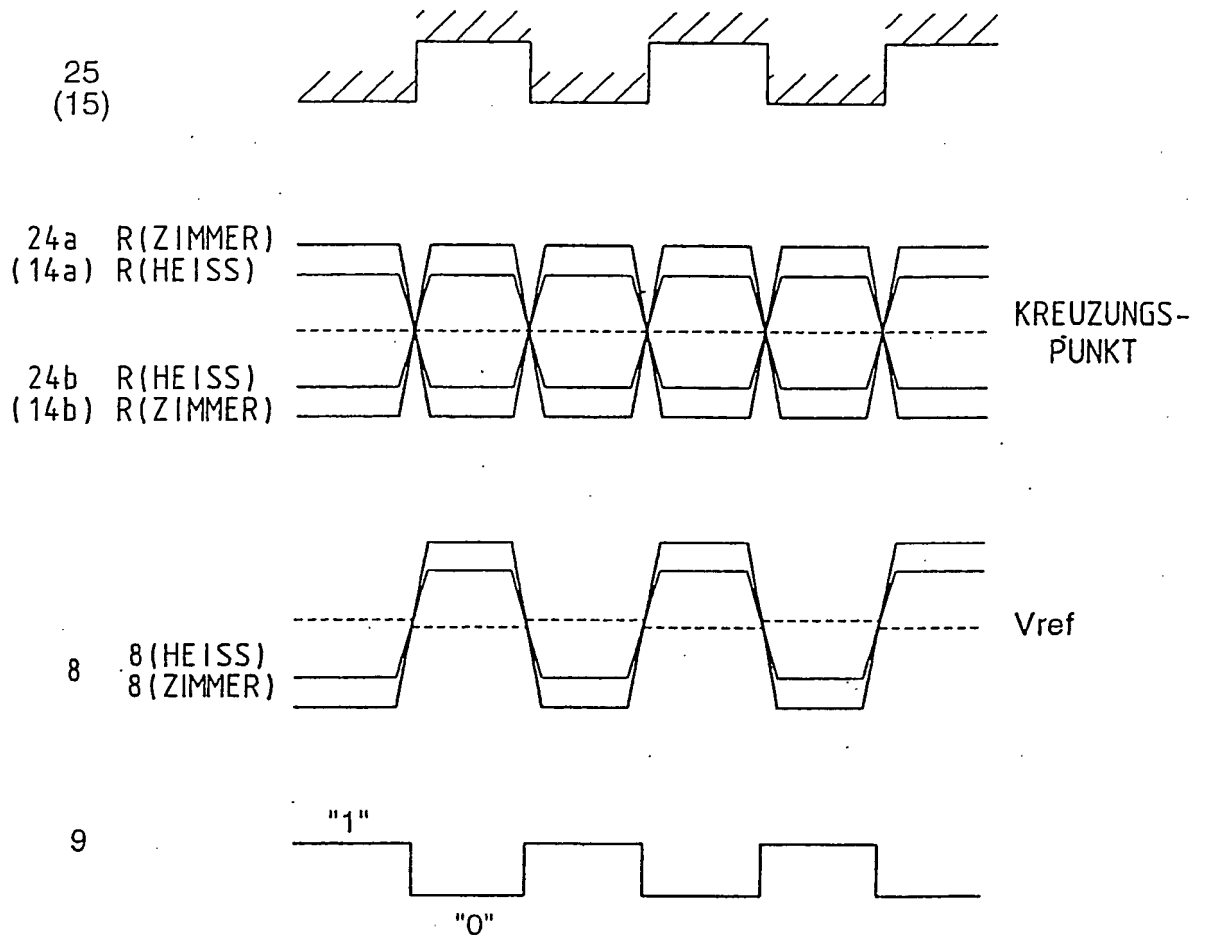 25
(15)
24a R(ZIMMER)
(14a) R(HEISS)
KREUZUNGS-
PUNKT
24b R(HEISS)
(14b) R(ZIMMER)
Vref
8 8(HEISS)
8(ZIMMER)
9 "1"
"0"